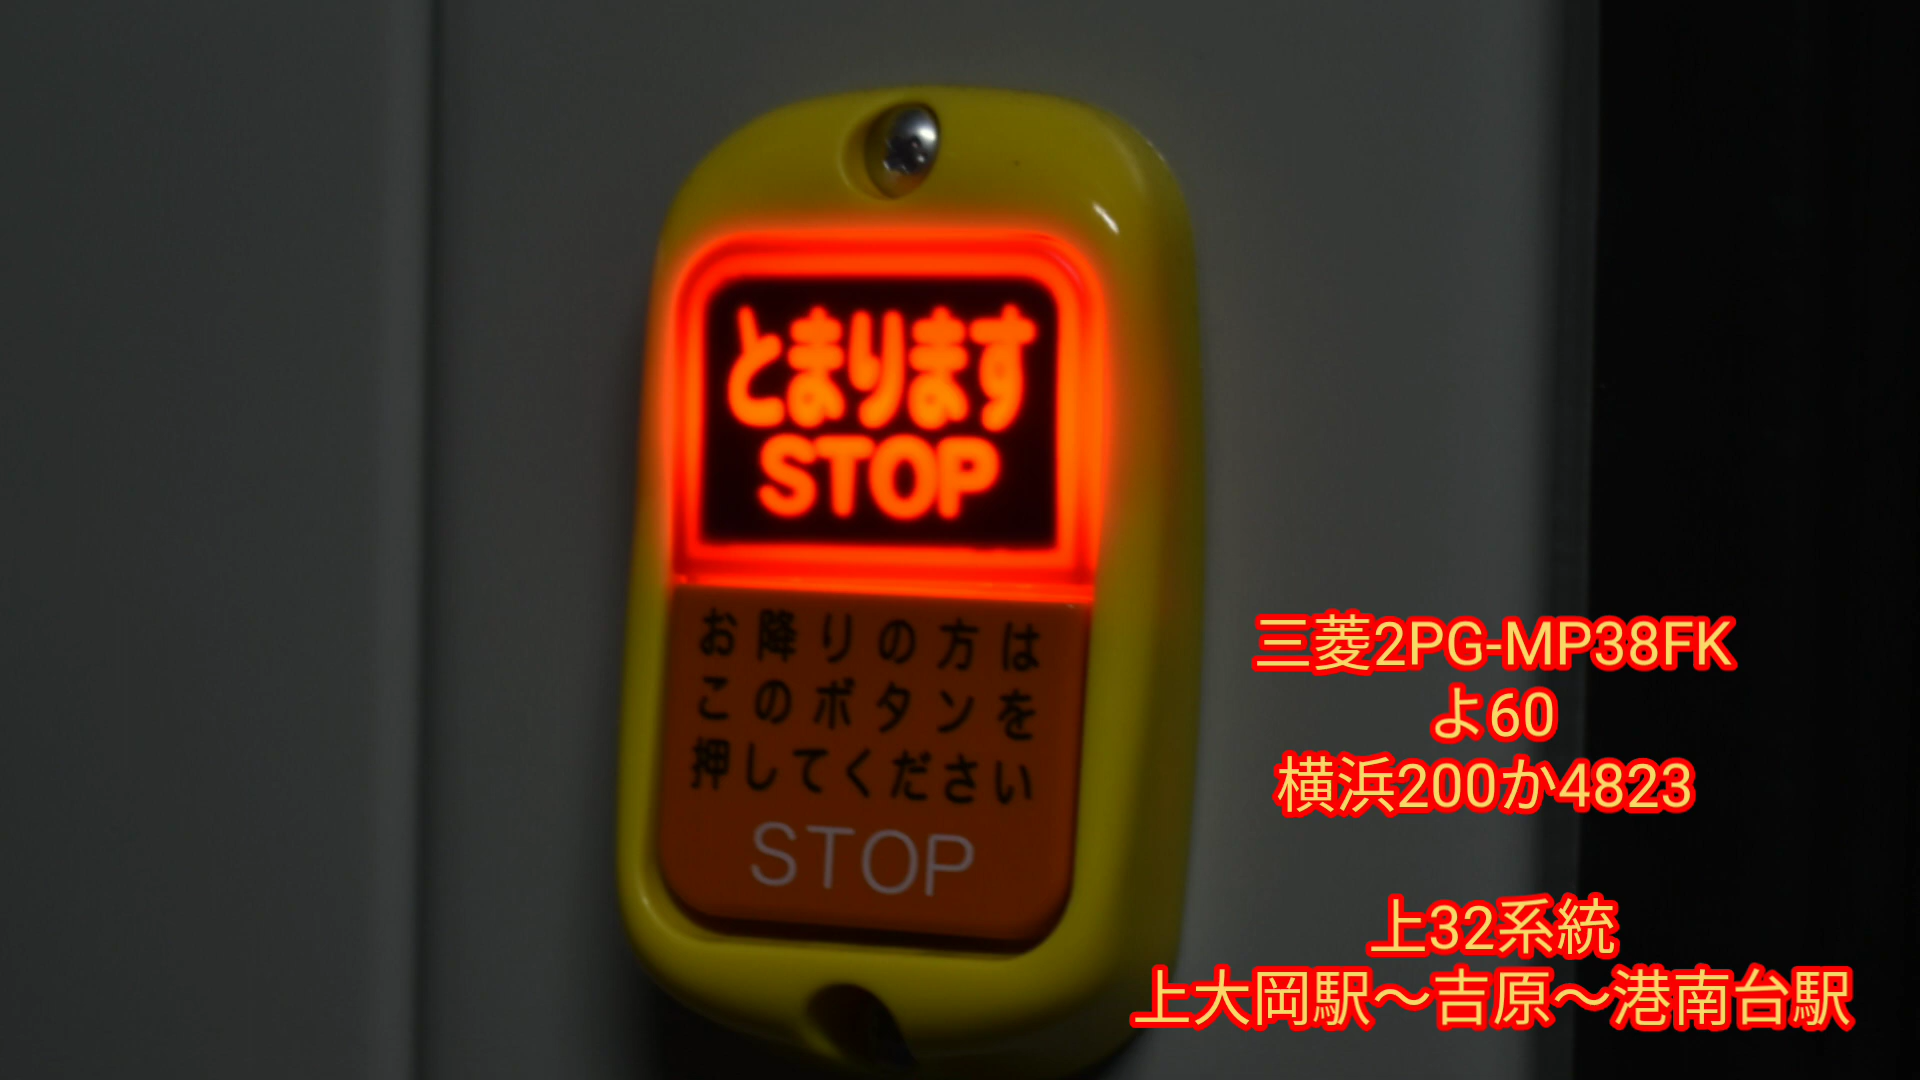 とまります
STOP
お降りの方は
このボタンを
押してください
STOP
三菱2PG-MP38FK
よ60
横浜200か4823
上32系統
上大岡駅〜吉原〜港南台駅